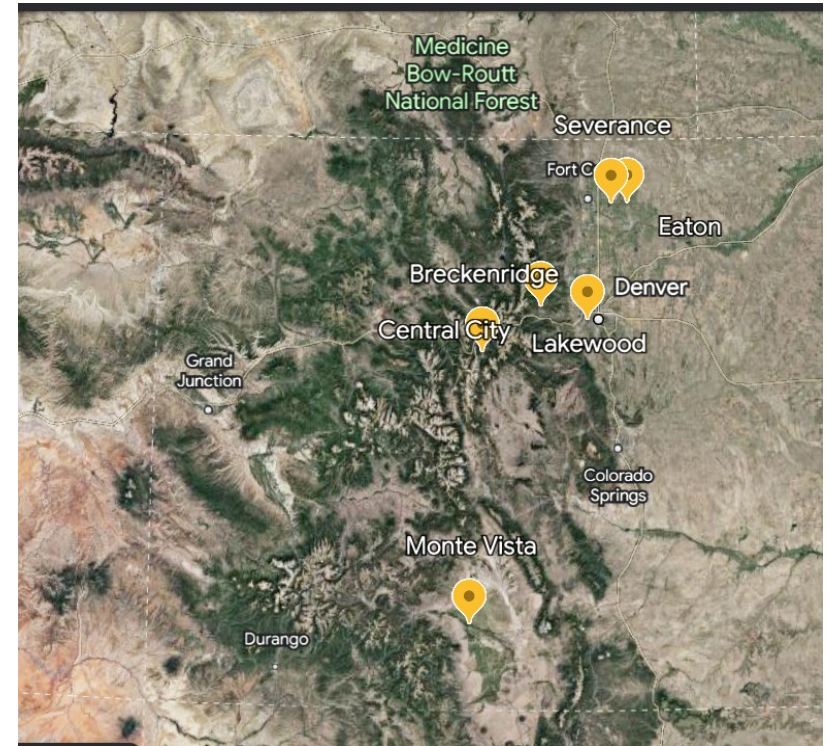 Medicine
Bow-Routt
National Forest
Severance
Fort C
Eaton
Breckenridge
Denver
Central City
Lakewood
Grand
Junction
Colorado
Springs
Monte Vista
Durango